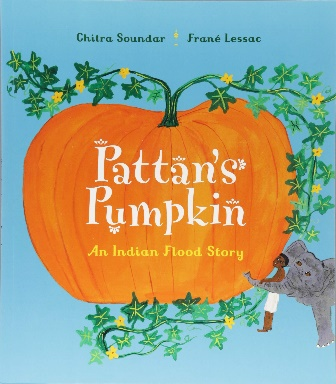 Chitra Soundar Frané Lessac
Pattan's
Pumpkin
An Indian Flood Story